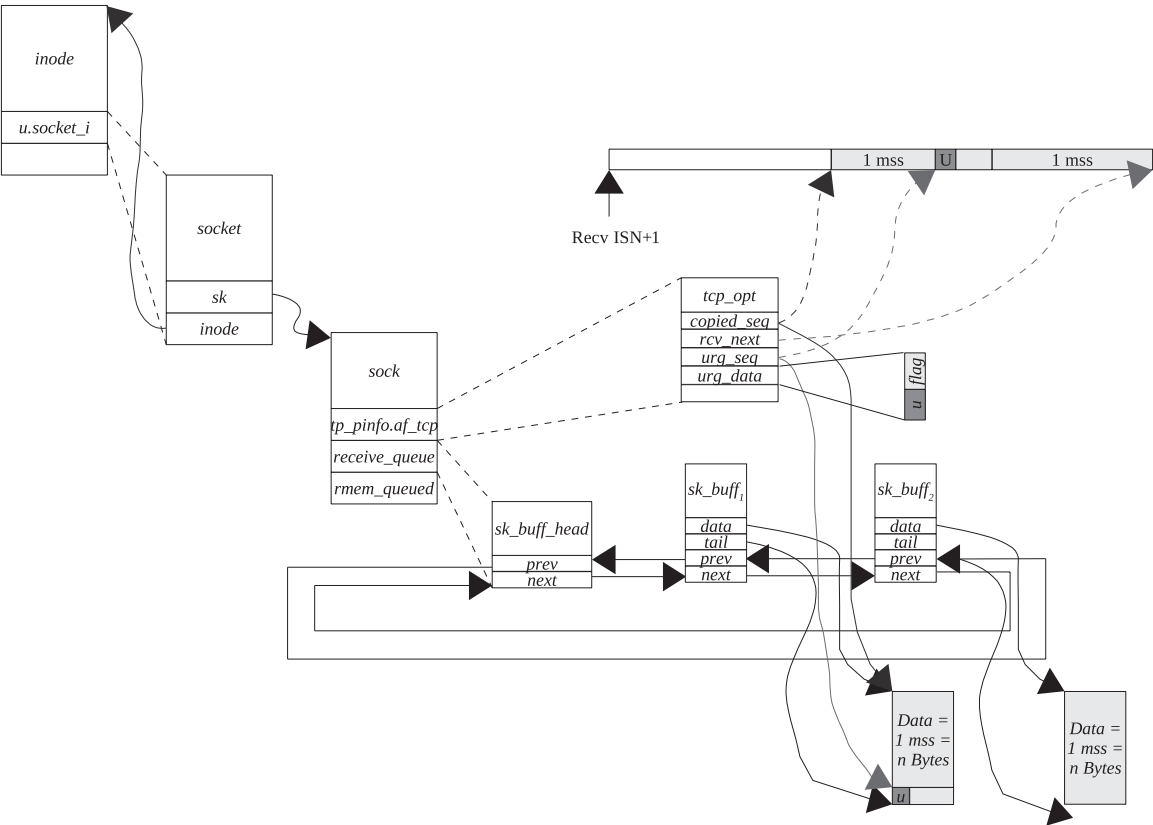 inode
u.socket_i
socket
sk
inode
sock
tp_pinfo.af_tcp
receive_queue
rmem_queued
1 mss
U
1 mss
Recv ISN+1
tcp_opt
copied_seq
rcv_next
urg_seq
urg_data
flag
u
sk_buff_head
prev
next
sk_buff1
data
tail
prev
next
sk_buff2
data
tail
prev
next
Data =
1 mss =
n Bytes
u
Data =
1 mss =
n Bytes